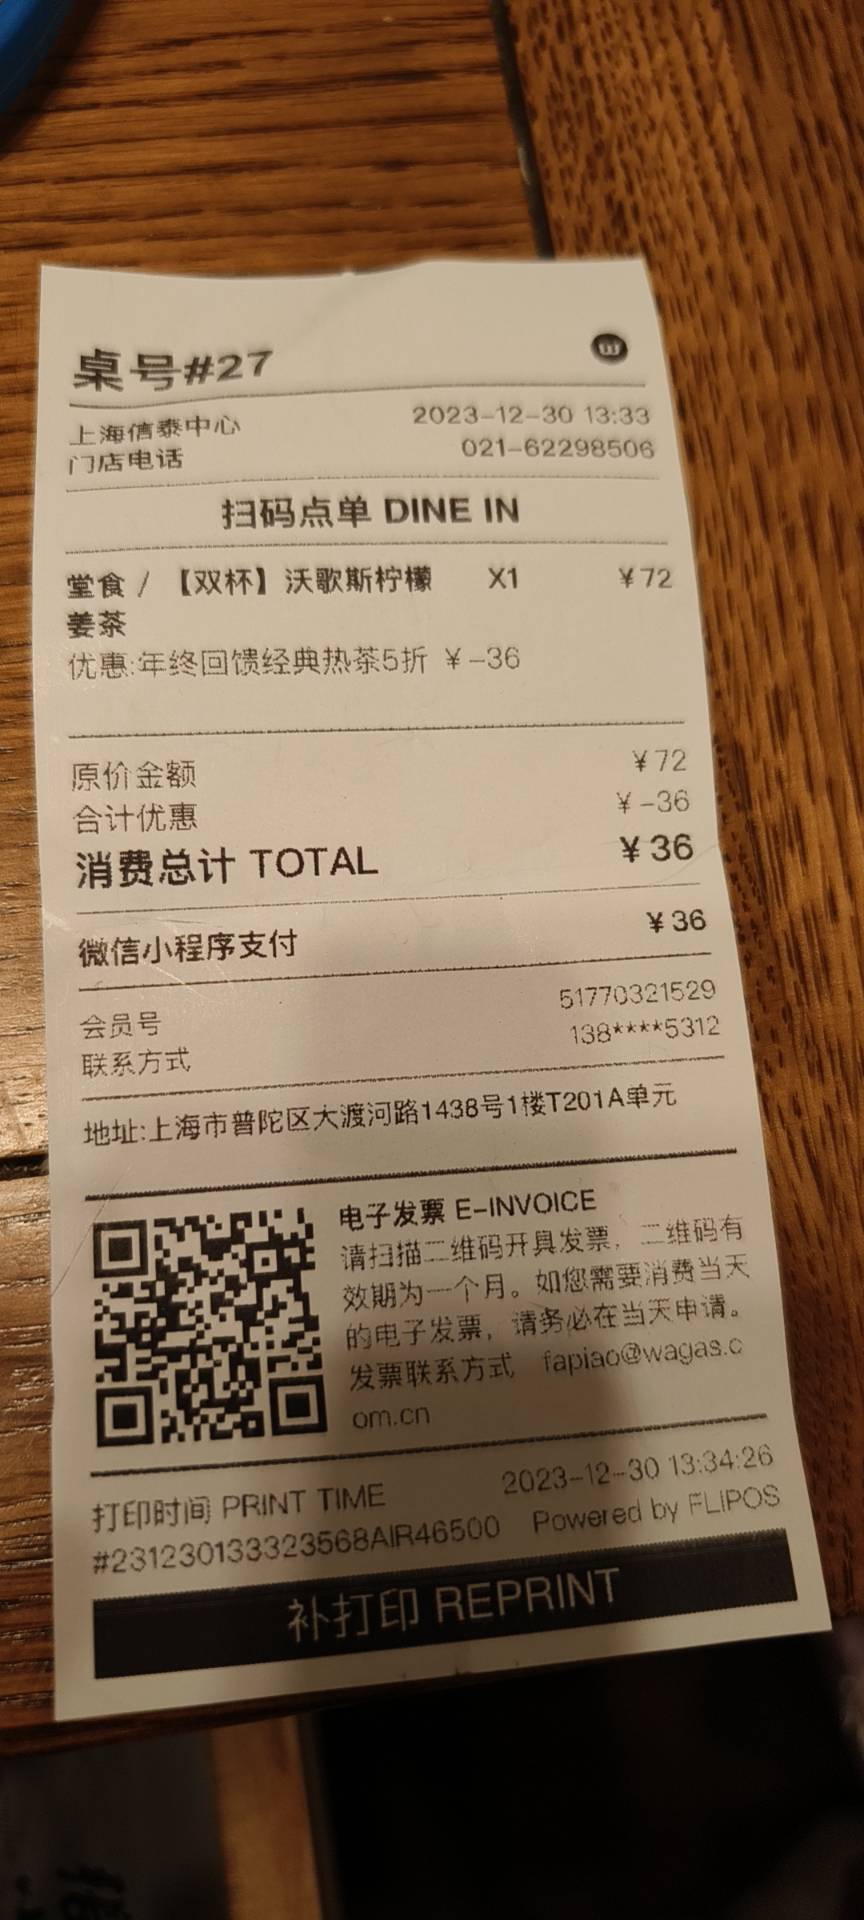 桌号#27
上海信泰中心 2023-12-30 13:33
门店电话 021-62298506
扫码点单 DINE IN
堂食 / 【双杯】沃歌斯柠檬 X1 ¥72
姜茶
优惠:年终回馈经典热茶5折 ¥-36
原价金额 ¥72
合计优惠 ¥-36
消费总计 TOTAL ¥36
微信小程序支付 ¥36
会员号 51770321529
联系方式 138****5312
地址:上海市普陀区大渡河路1438号1楼T201A单元
电子发票 E-INVOICE
请扫描二维码开具发票，二维码有
效期为一个月。如您需要消费当天
的电子发票，请务必在当天申请。
发票联系方式 fapiao@wagas.c
om.cn
打印时间 PRINT TIME 2023-12-30 13:34:26
#231230133323568AIR46500 Powered by FLIPOS
补打印 REPRINT